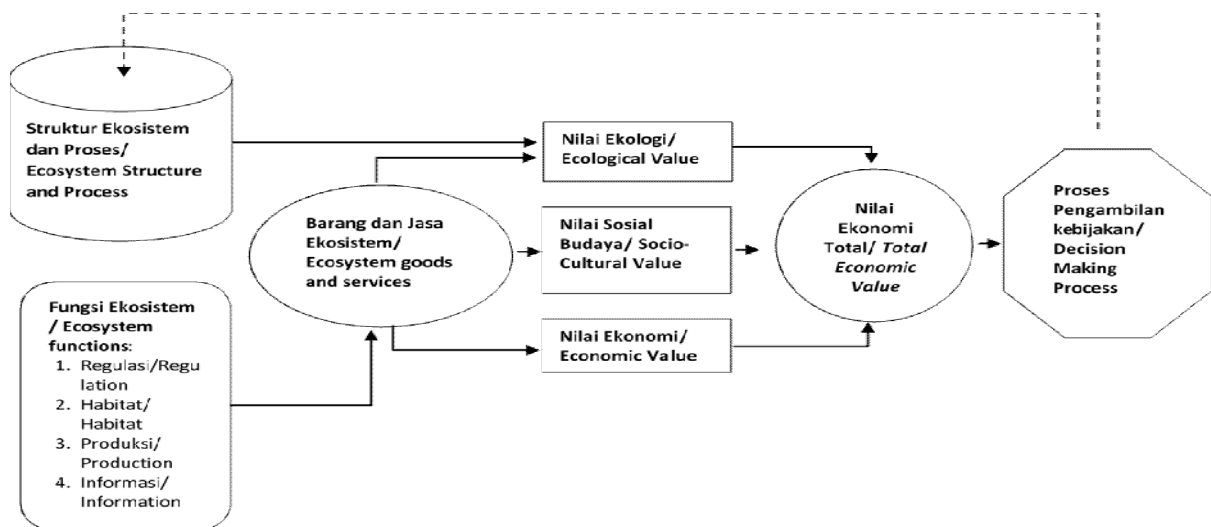 Struktur Ekosistem
dan Proses/
Ecosystem Structure
and Process
Fungsi Ekosistem
/ Ecosystem
functions:
1. Regulasi/Regu
lation
2. Habitat/
Habitat
3. Produksi/
Production
4. Informasi/
Information
Barang dan Jasa
Ekosistem/
Ecosystem goods
and services
Nilai Ekologi/
Ecological Value
Nilai Sosial
Budaya/ Socio-
Cultural Value
Nilai Ekonomi/
Economic Value
Nilai
Ekonomi
Total/ Total
Economic
Value
Proses
Pengambilan
kebijakan/
Decision
Making
Process